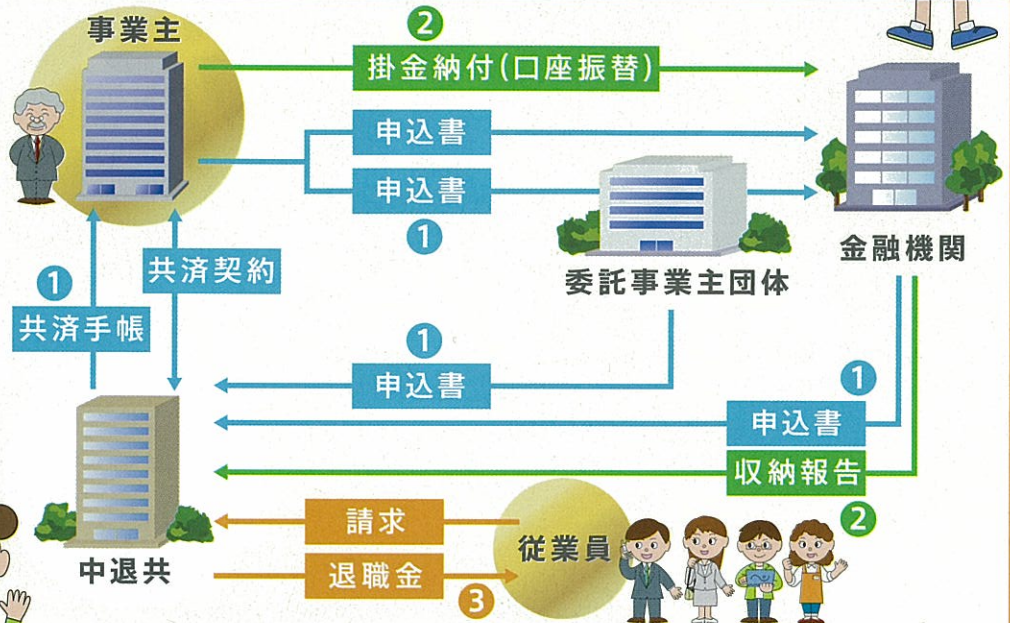 事業主
2
掛金納付(口座振替)
申込書
申込書
1
金融機関
委託事業主団体
共済契約
1
共済手帳
1
申込書
1
申込書
収納報告
2
請求
従業員
中退共
退職金
3